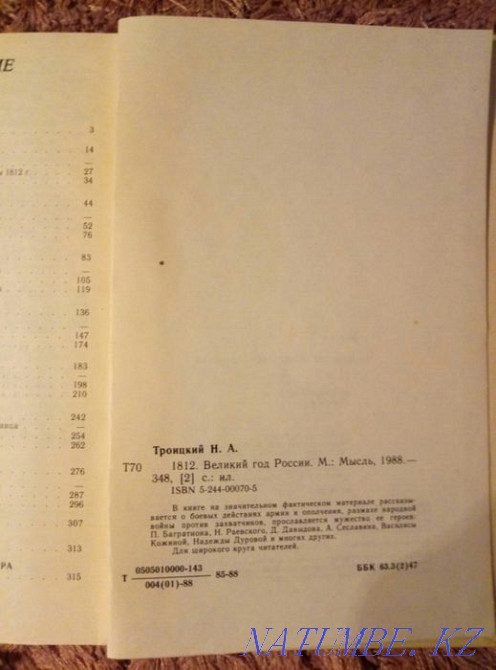 ИЕ
3
14
—
1812 г.
27
34
44
—
52
76
83
—
105
119
136
—
147
174
183
—
198
210
242
—
254
262
276
—
287
296
307
313
РА
315
Троицкий Н. А.
Т70
1812. Великий год России. М.: Мысль, 1988.—
348, [2] с.: ил.
ISBN 5-244-00070-5
В книге на значительном фактическом материале рассказы-
вается о боевых действиях армии и ополчения, размахе народной
войны против захватчиков, прославляется мужество ее героев:
П. Багратиона, Н. Раевского, Д. Давыдова, А. Сеславина, Василисы
Кожиной, Надежды Дуровой и многих других.
Для широкого круга читателей.
Т 0505010000-143 85-88
004(01)-88
ББК 63.3(2)47
NATUMBE.KZ